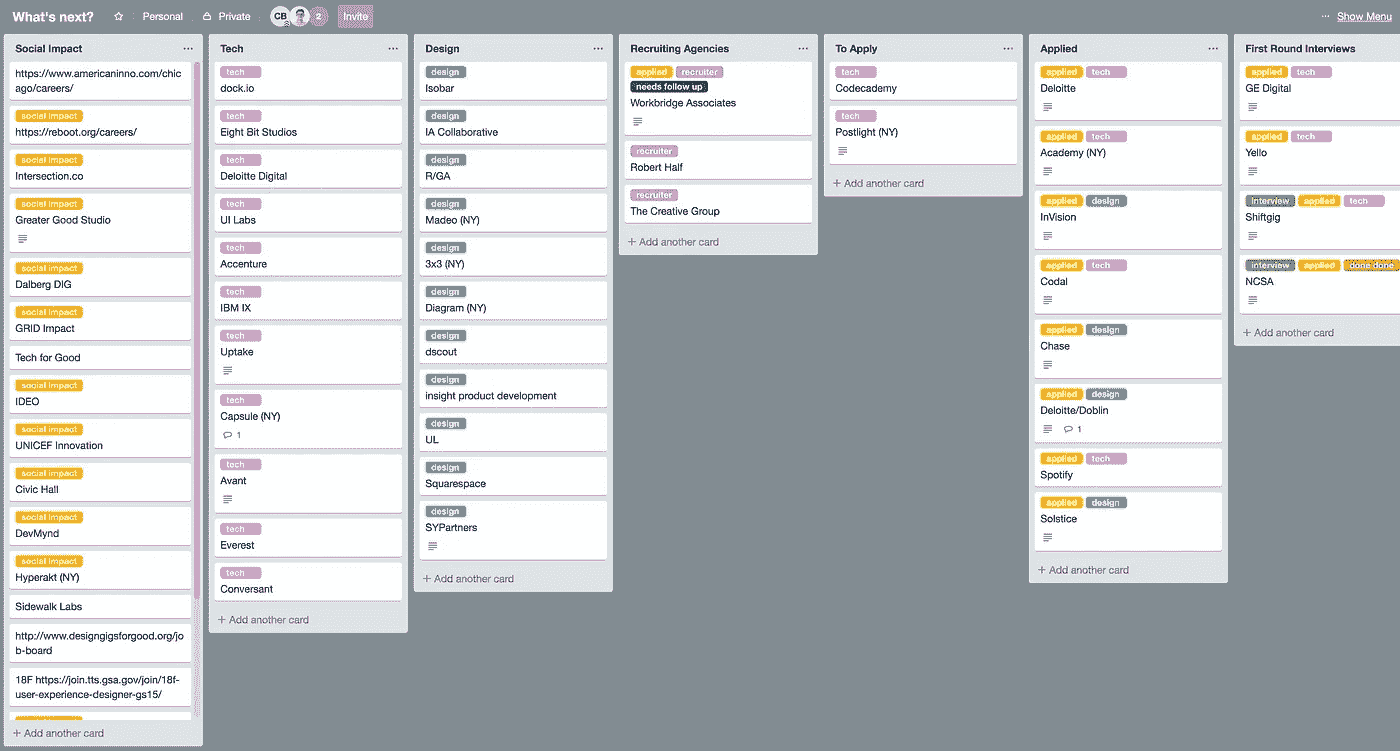 What's next?
Personal
Private
CB
2
Invite
... Show Menu
Social Impact
https://www.americaninno.com/chic
ago/careers/
social impact
https://reboot.org/careers/
social impact
Intersection.co
social impact
Greater Good Studio
social impact
Dalberg DIG
social impact
GRID Impact
Tech for Good
social impact
IDEO
social impact
UNICEF Innovation
social impact
Civic Hall
social impact
DevMynd
social impact
Hyperakt (NY)
Sidewalk Labs
http://www.designgigsforgood.org/jo
b-board
18F https://join.tts.gsa.gov/join/18f-
user-experience-designer-gs15/
+ Add another card
Tech
tech
dock.io
tech
Eight Bit Studios
tech
Deloitte Digital
tech
UI Labs
tech
Accenture
tech
IBM IX
tech
Uptake
tech
Capsule (NY)
1
tech
Avant
tech
Everest
tech
Conversant
+ Add another card
Design
design
Isobar
design
IA Collaborative
design
R/GA
design
Madeo (NY)
design
3x3 (NY)
design
Diagram (NY)
design
dscout
design
insight product development
design
UL
design
Squarespace
design
SYPartners
+ Add another card
Recruiting Agencies
applied recruiter
needs follow up
Workbridge Associates
recruiter
Robert Half
recruiter
The Creative Group
+ Add another card
To Apply
tech
Codecademy
tech
Postlight (NY)
+ Add another card
Applied
applied tech
Deloitte
applied tech
Academy (NY)
applied design
InVision
applied tech
Codal
applied design
Chase
applied design
Deloitte/Doblin
1
applied tech
Spotify
applied design
Solstice
+ Add another card
First Round Interviews
applied tech
GE Digital
applied tech
Yello
interview applied tech
Shiftgig
interview applied
NCSA
+ Add another card